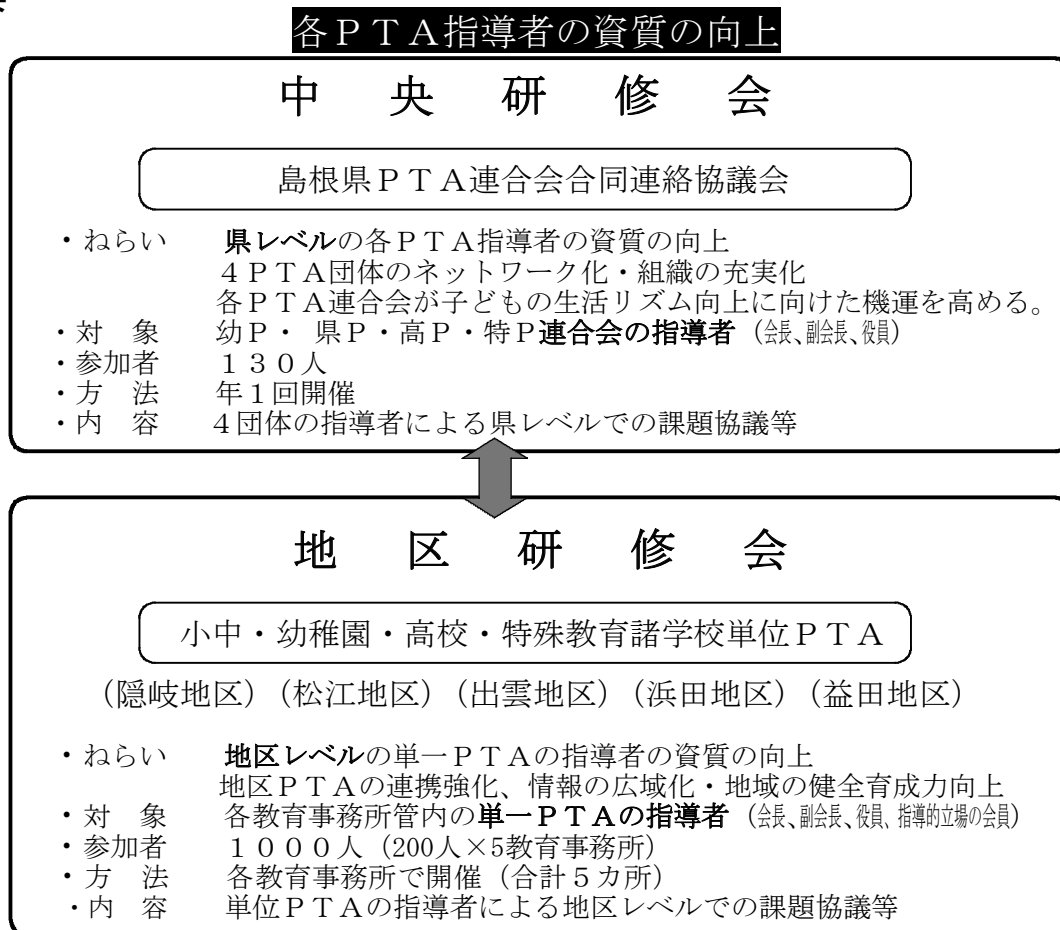 各ＰＴＡ指導者の資質の向上
中　央　研　修　会
島根県ＰＴＡ連合会合同連絡協議会
・ねらい　県レベルの各ＰＴＡ指導者の資質の向上
４ＰＴＡ団体のネットワーク化・組織の充実化
各ＰＴＡ連合会が子どもの生活リズム向上に向けた機運を高める。
・対　象　幼Ｐ・ 県Ｐ・高Ｐ・特Ｐ連合会の指導者（会長、副会長、役員）
・参加者　１３０人
・方　法　年１回開催
・内　容　４団体の指導者による県レベルでの課題協議等
地　区　研　修　会
小中・幼稚園・高校・特殊教育諸学校単位ＰＴＡ
（隠岐地区）（松江地区）（出雲地区）（浜田地区）（益田地区）
・ねらい　地区レベルの単一ＰＴＡの指導者の資質の向上
地区ＰＴＡの連携強化、情報の広域化・地域の健全育成力向上
・対　象　各教育事務所管内の単一ＰＴＡの指導者（会長、副会長、役員、指導的立場の会員）
・参加者　１０００人（200人×5教育事務所）
・方　法　各教育事務所で開催（合計５カ所）
・内　容　単位ＰＴＡの指導者による地区レベルでの課題協議等